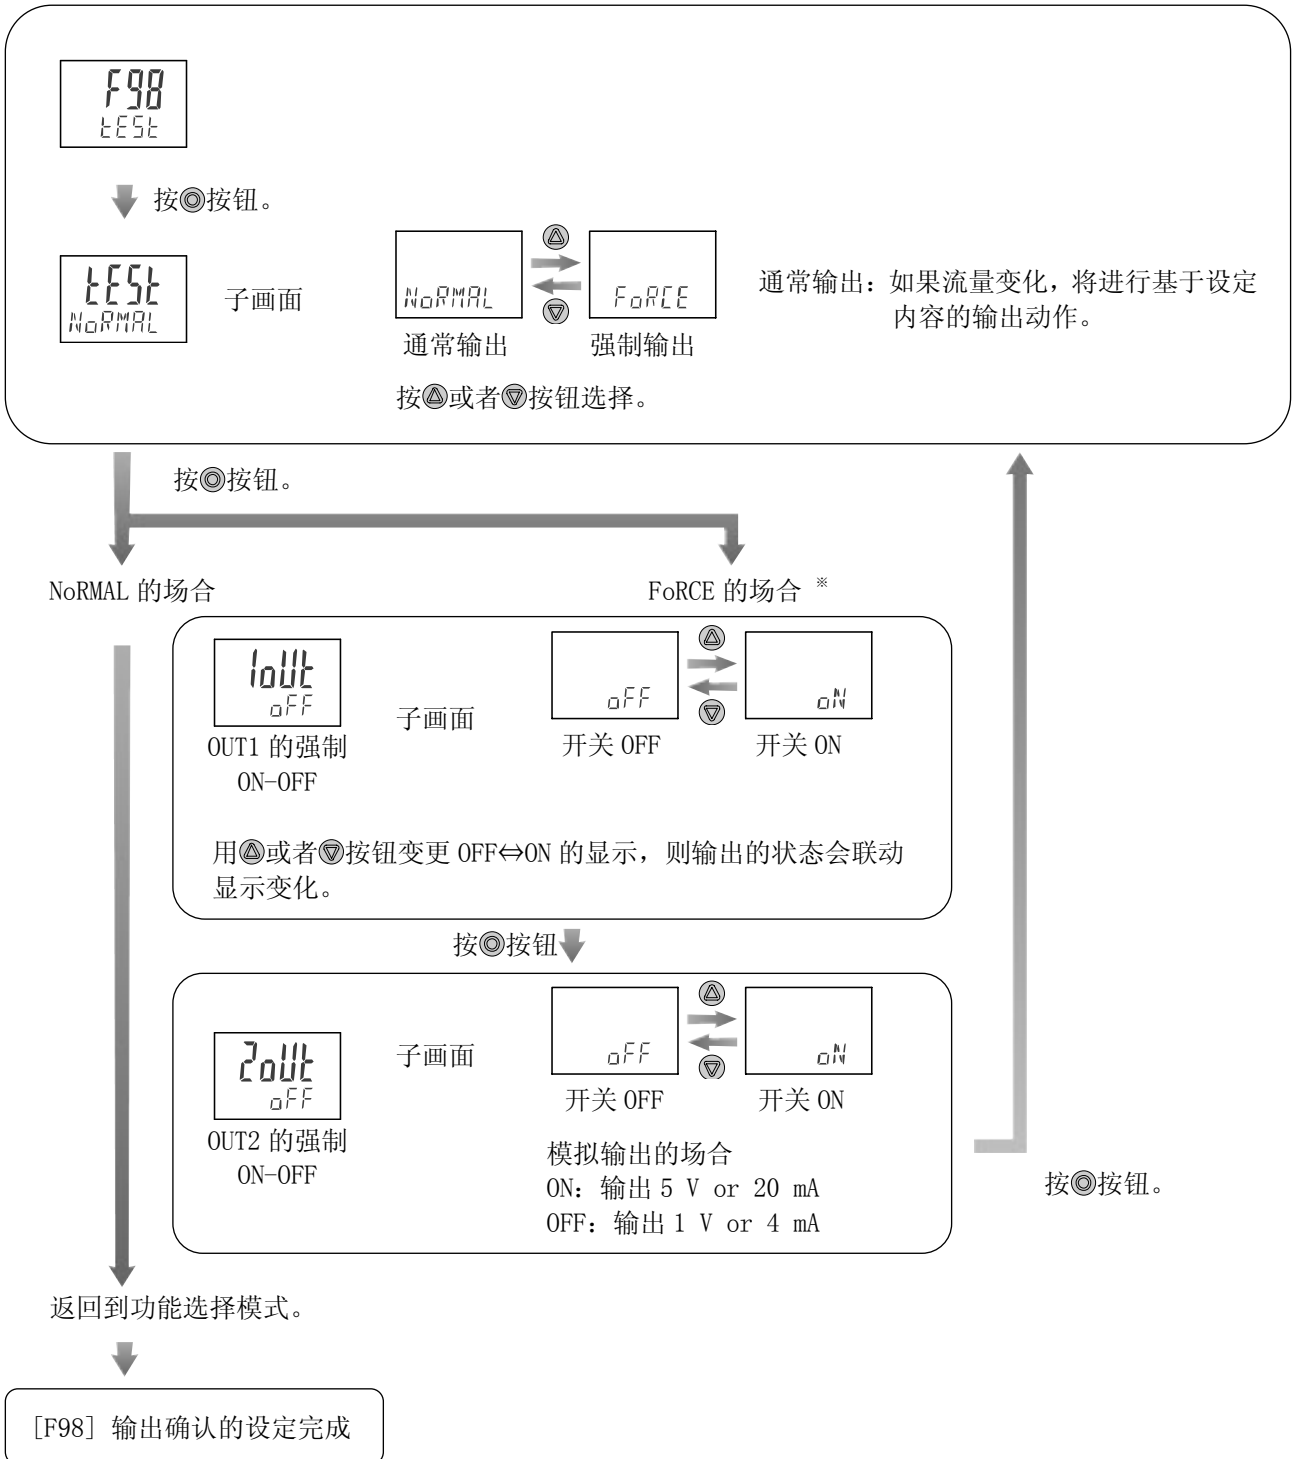 F98
tESt
按◎按钮。
tESt
NoRMAL
子画面
NoRMAL
FoRCE
通常输出
强制输出
通常输出：如果流量变化，将进行基于设定
内容的输出动作。
按△或者▽按钮选择。
按◎按钮。
NoRMAL 的场合
FoRCE 的场合 ※
1oUt
oFF
OUT1 的强制
ON-OFF
子画面
oFF
oN
开关 OFF
开关 ON
用△或者▽按钮变更 OFF⇔ON 的显示，则输出的状态会联动
显示变化。
按◎按钮
2oUt
oFF
OUT2 的强制
ON-OFF
子画面
oFF
oN
开关 OFF
开关 ON
模拟输出的场合
ON：输出 5 V or 20 mA
OFF：输出 1 V or 4 mA
按◎按钮。
返回到功能选择模式。
[F98] 输出确认的设定完成